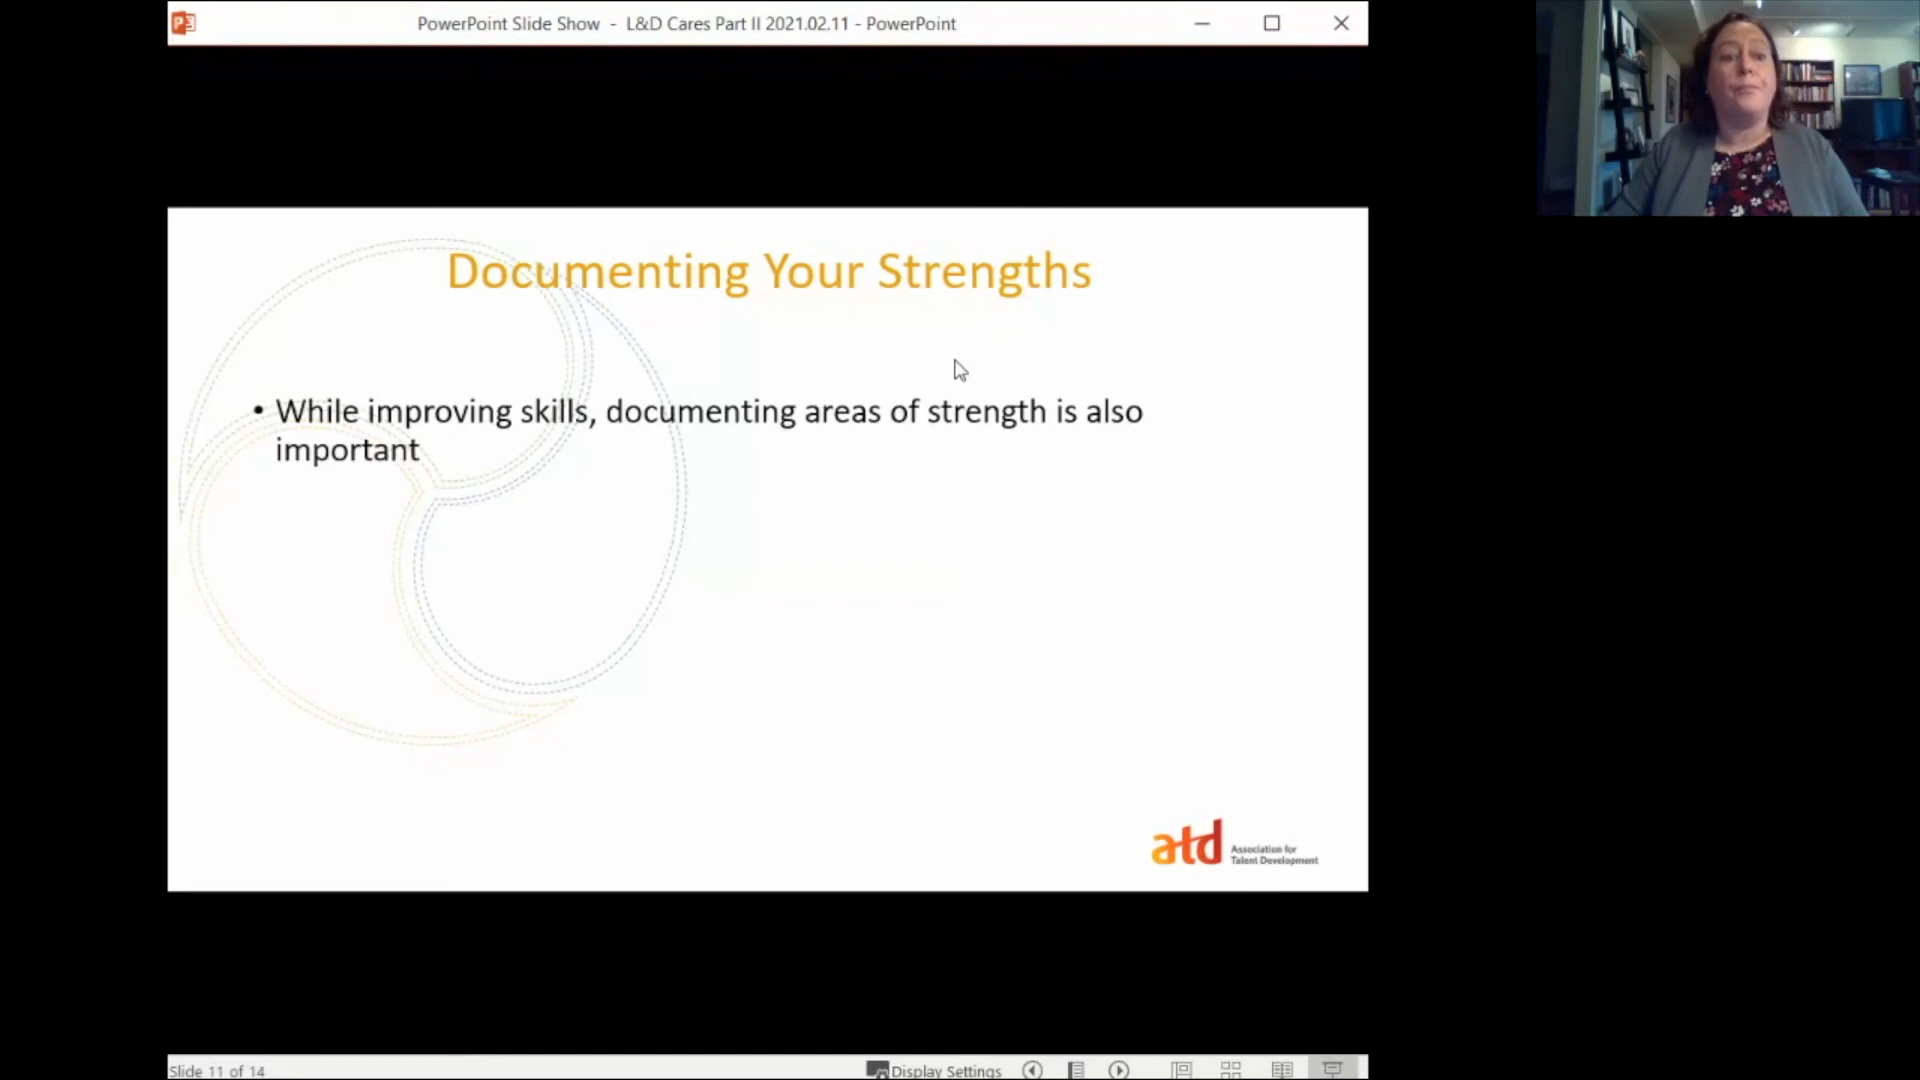 PowerPoint Slide Show - L&D Cares Part II 2021.02.11 - PowerPoint
Documenting Your Strengths
• While improving skills, documenting areas of strength is also
important
atd
Association for
Talent Development
Slide 11 of 14
Display Settings